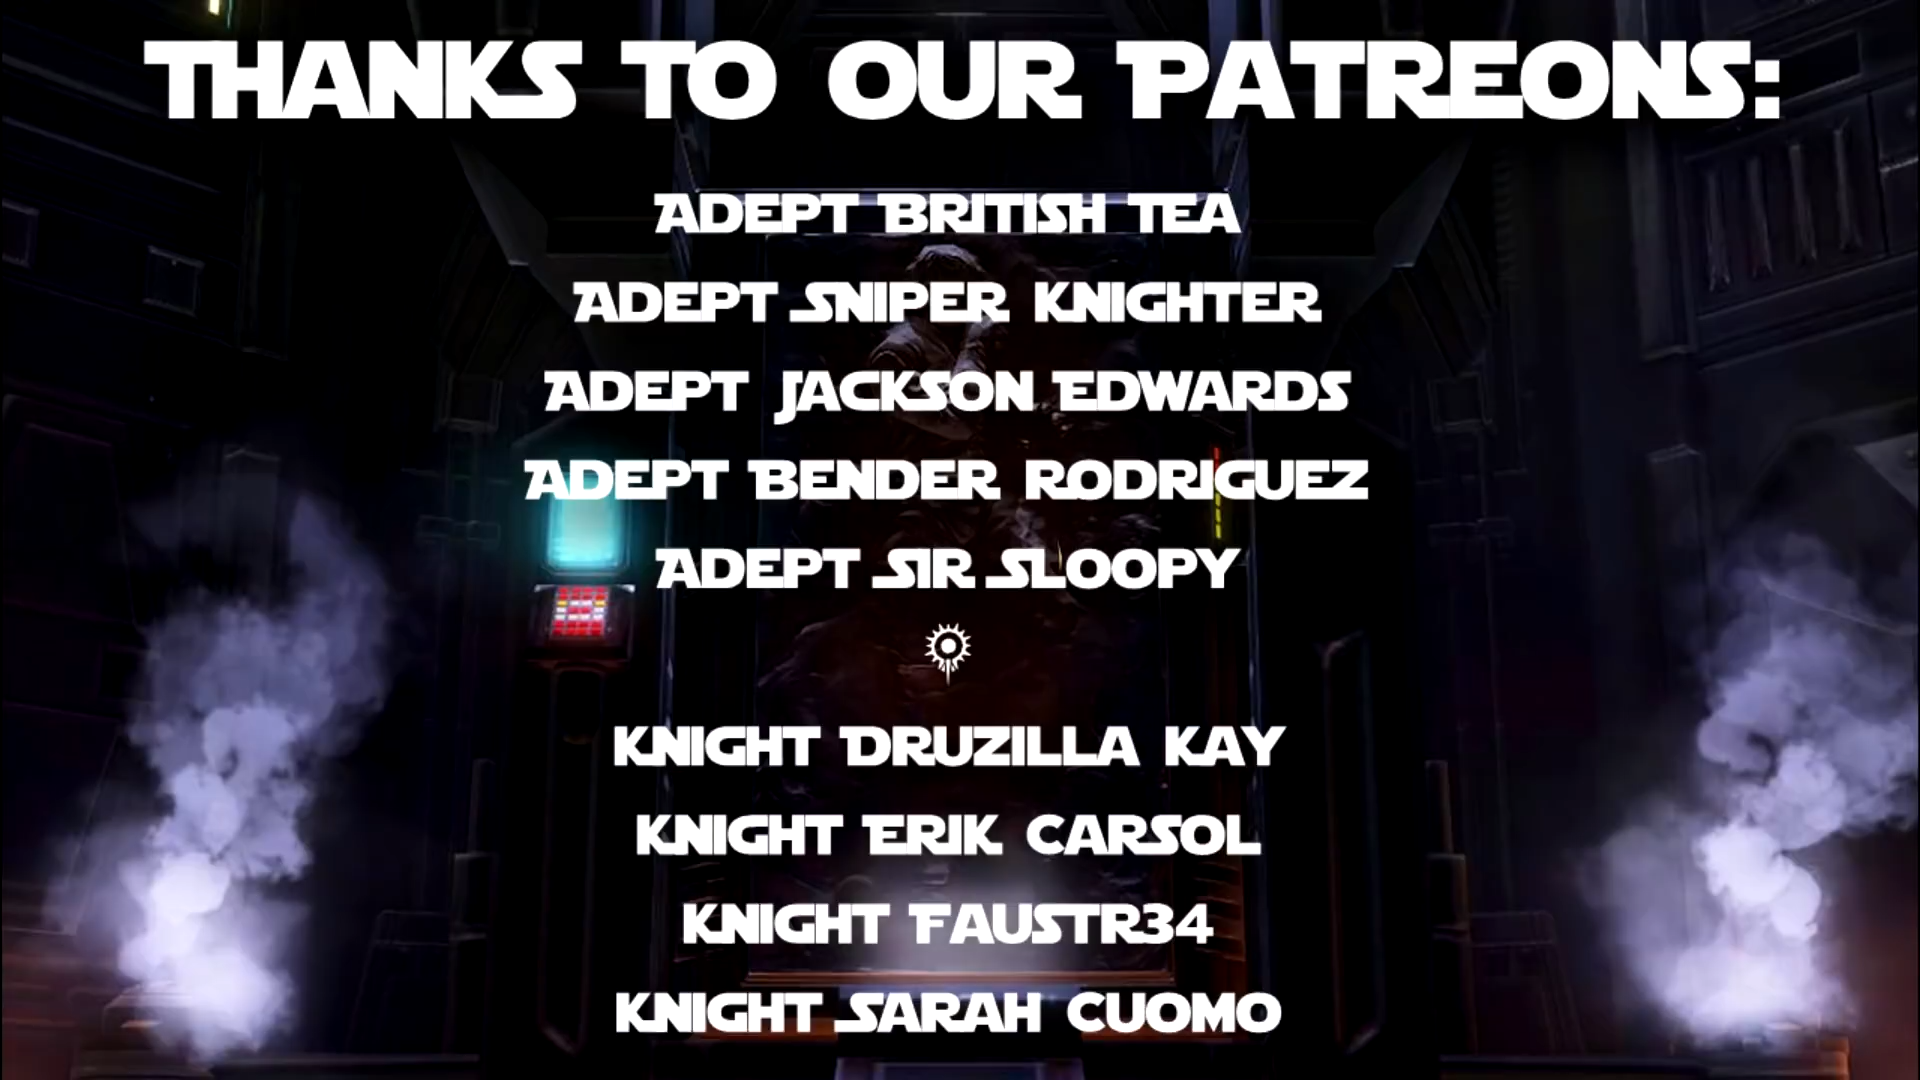 THANKS TO OUR PATREONS:
ADEPT BRITISH TEA
ADEPT SNIPER KNIGHTER
ADEPT JACKSON EDWARDS
ADEPT BENDER RODRIGUEZ
ADEPT SIR SLOOPY
KNIGHT DRUZILLA KAY
KNIGHT ERIK CARSOL
KNIGHT FAUSTR34
KNIGHT SARAH CUOMO